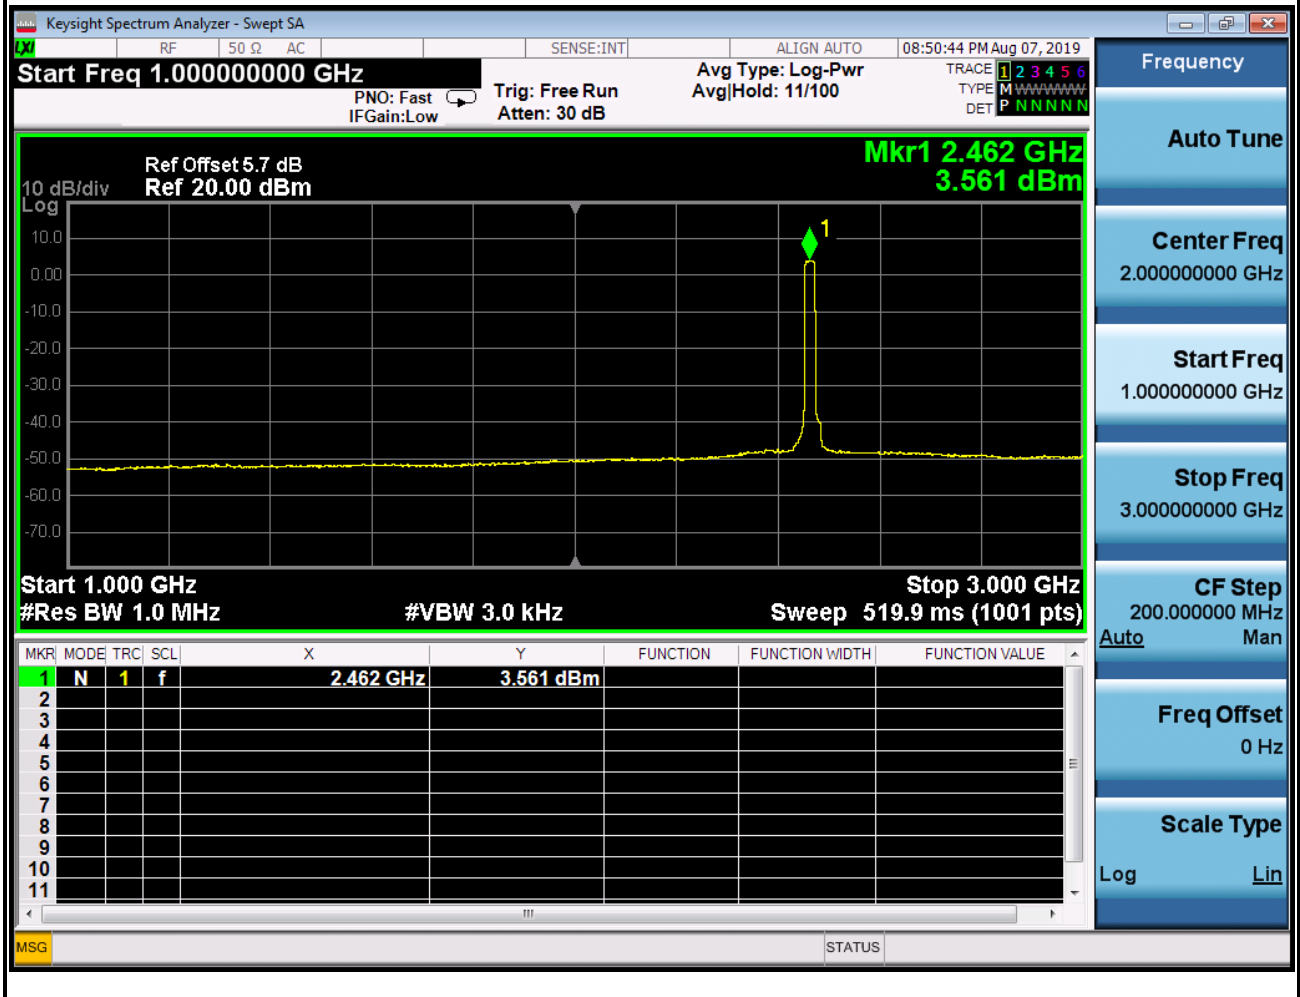 Keysight Spectrum Analyzer - Swept SA
LXI RF 50 Ω AC SENSE:INT ALIGN AUTO 08:50:44 PM Aug 07, 2019
Start Freq 1.000000000 GHz
PNO: Fast
IFGain:Low
Trig: Free Run
Atten: 30 dB
Avg Type: Log-Pwr
Avg|Hold: 11/100
TRACE 1 2 3 4 5 6
TYPE M WWWWW
DET P N N N N N
Mkr1 2.462 GHz
3.561 dBm
Ref Offset 5.7 dB
10 dB/div Ref 20.00 dBm
Log
1
10.0
0.00
-10.0
-20.0
-30.0
-40.0
-50.0
-60.0
-70.0
Start 1.000 GHz Stop 3.000 GHz
#Res BW 1.0 MHz #VBW 3.0 kHz Sweep 519.9 ms (1001 pts)
MKR MODE TRC SCL X Y FUNCTION FUNCTION WIDTH FUNCTION VALUE
1 N 1 f 2.462 GHz 3.561 dBm
2
3
4
5
6
7
8
9
10
11
MSG STATUS
Frequency
Auto Tune
Center Freq
2.000000000 GHz
Start Freq
1.000000000 GHz
Stop Freq
3.000000000 GHz
CF Step
200.000000 MHz
Auto Man
Freq Offset
0 Hz
Scale Type
Log Lin